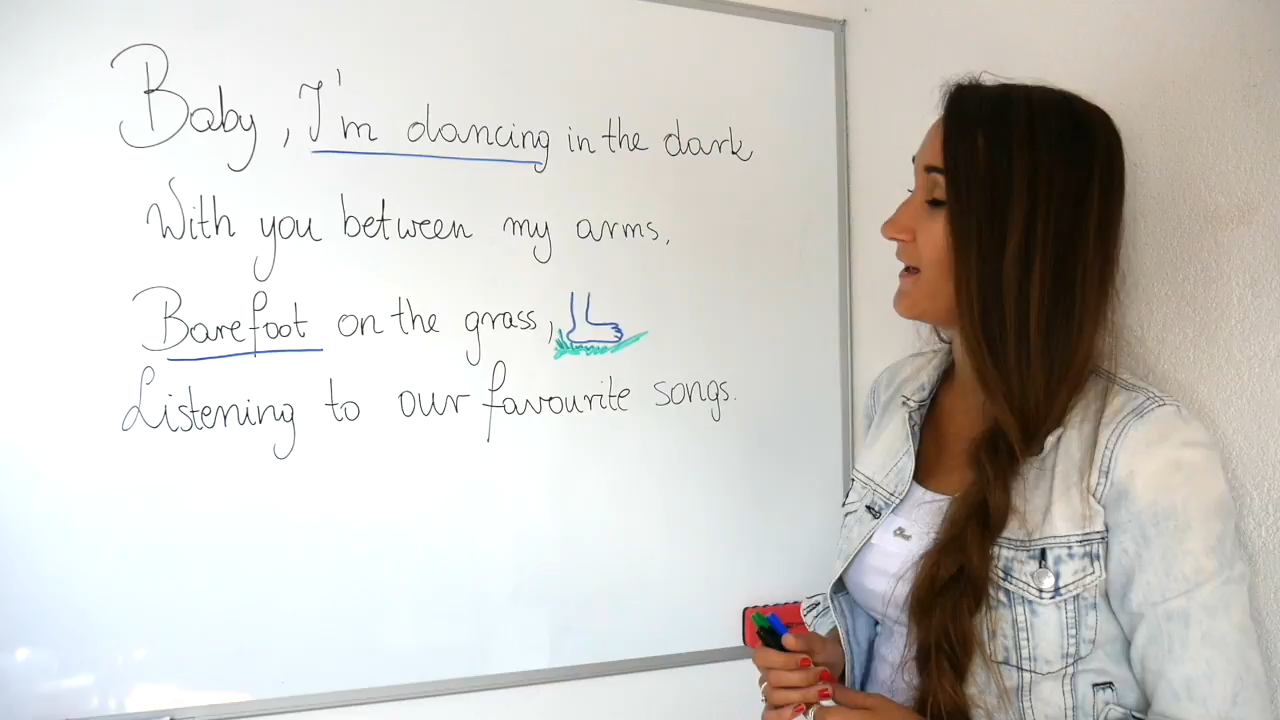 Baby, I'm dancing in the dark
With you between my arms,
Barefoot on the grass,
Listening to our favourite songs.